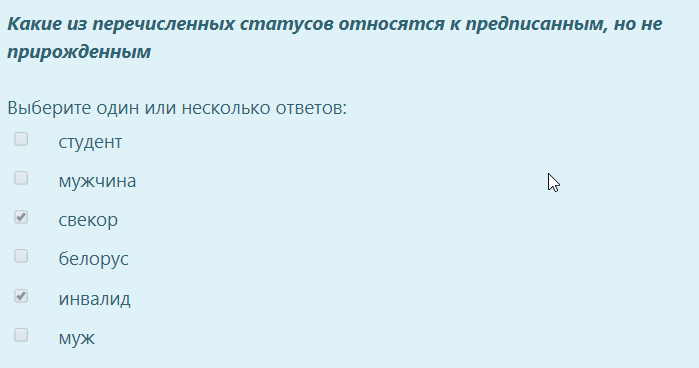 Какие из перечисленных статусов относятся к предписанным, но не
прирожденным
Выберите один или несколько ответов:
студент
мужчина
свекор
белорус
инвалид
муж